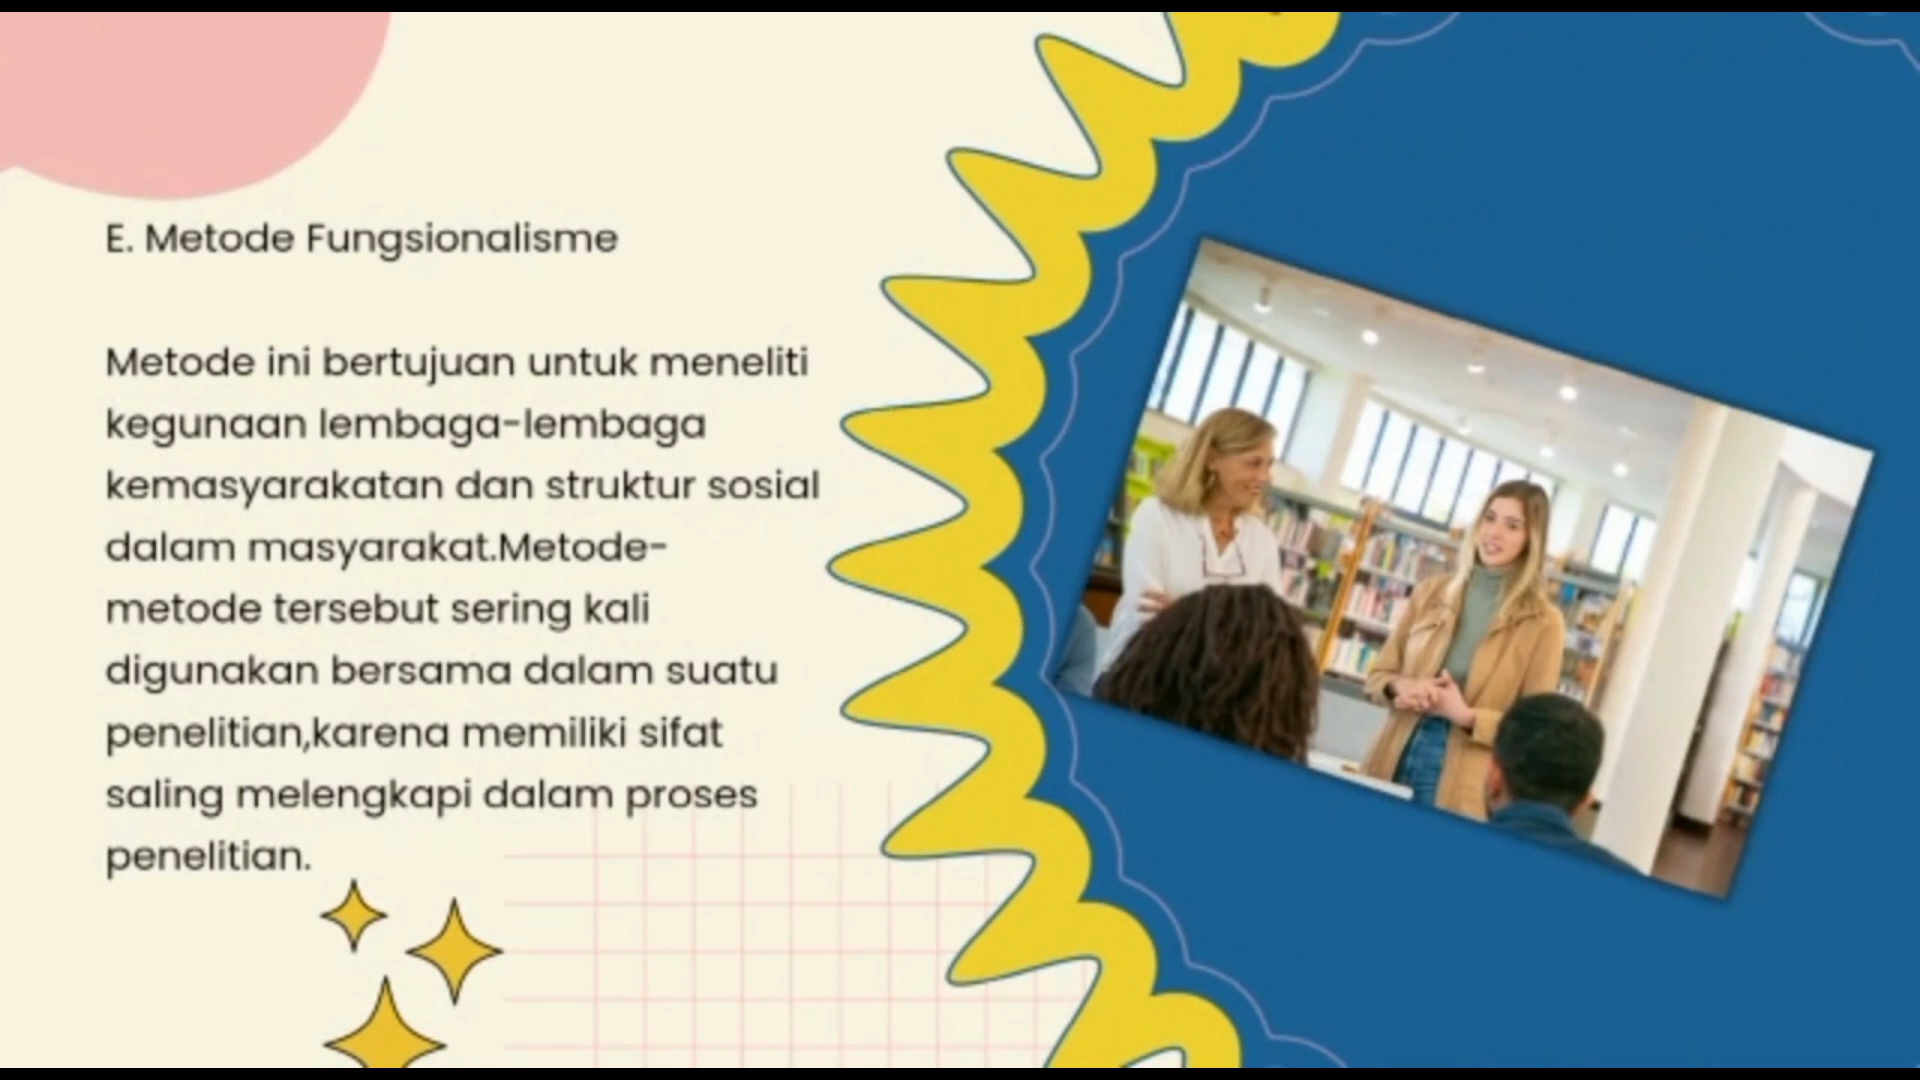 E. Metode Fungsionalisme
Metode ini bertujuan untuk meneliti
kegunaan lembaga-lembaga
kemasyarakatan dan struktur sosial
dalam masyarakat.Metode-
metode tersebut sering kali
digunakan bersama dalam suatu
penelitian,karena memiliki sifat
saling melengkapi dalam proses
penelitian.